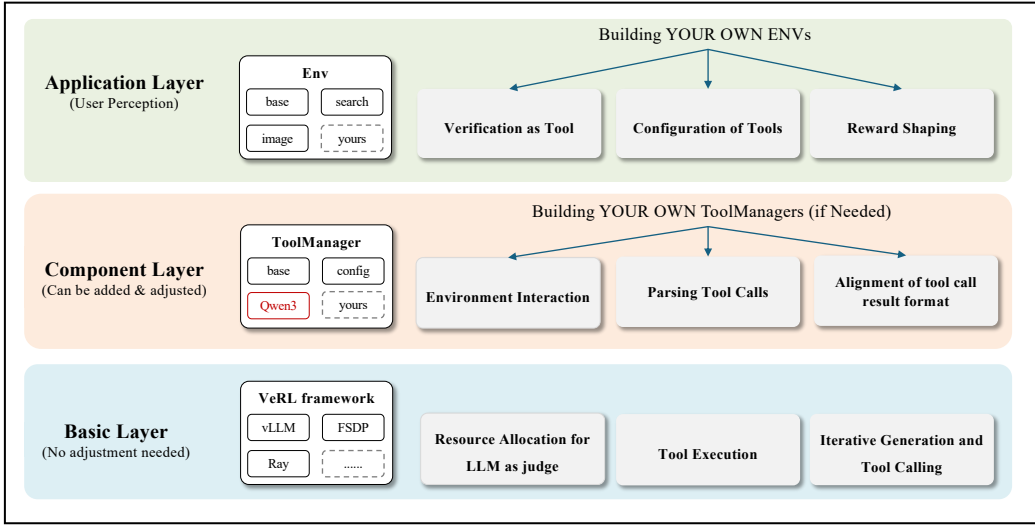 Building YOUR OWN ENVs
Application Layer
(User Perception)
Env
base
search
image
yours
Verification as Tool
Configuration of Tools
Reward Shaping
Building YOUR OWN ToolManagers (if Needed)
Component Layer
(Can be added & adjusted)
ToolManager
base
config
Qwen3
yours
Environment Interaction
Parsing Tool Calls
Alignment of tool call
result format
Basic Layer
(No adjustment needed)
VeRL framework
vLLM
FSDP
Ray
......
Resource Allocation for
LLM as judge
Tool Execution
Iterative Generation and
Tool Calling